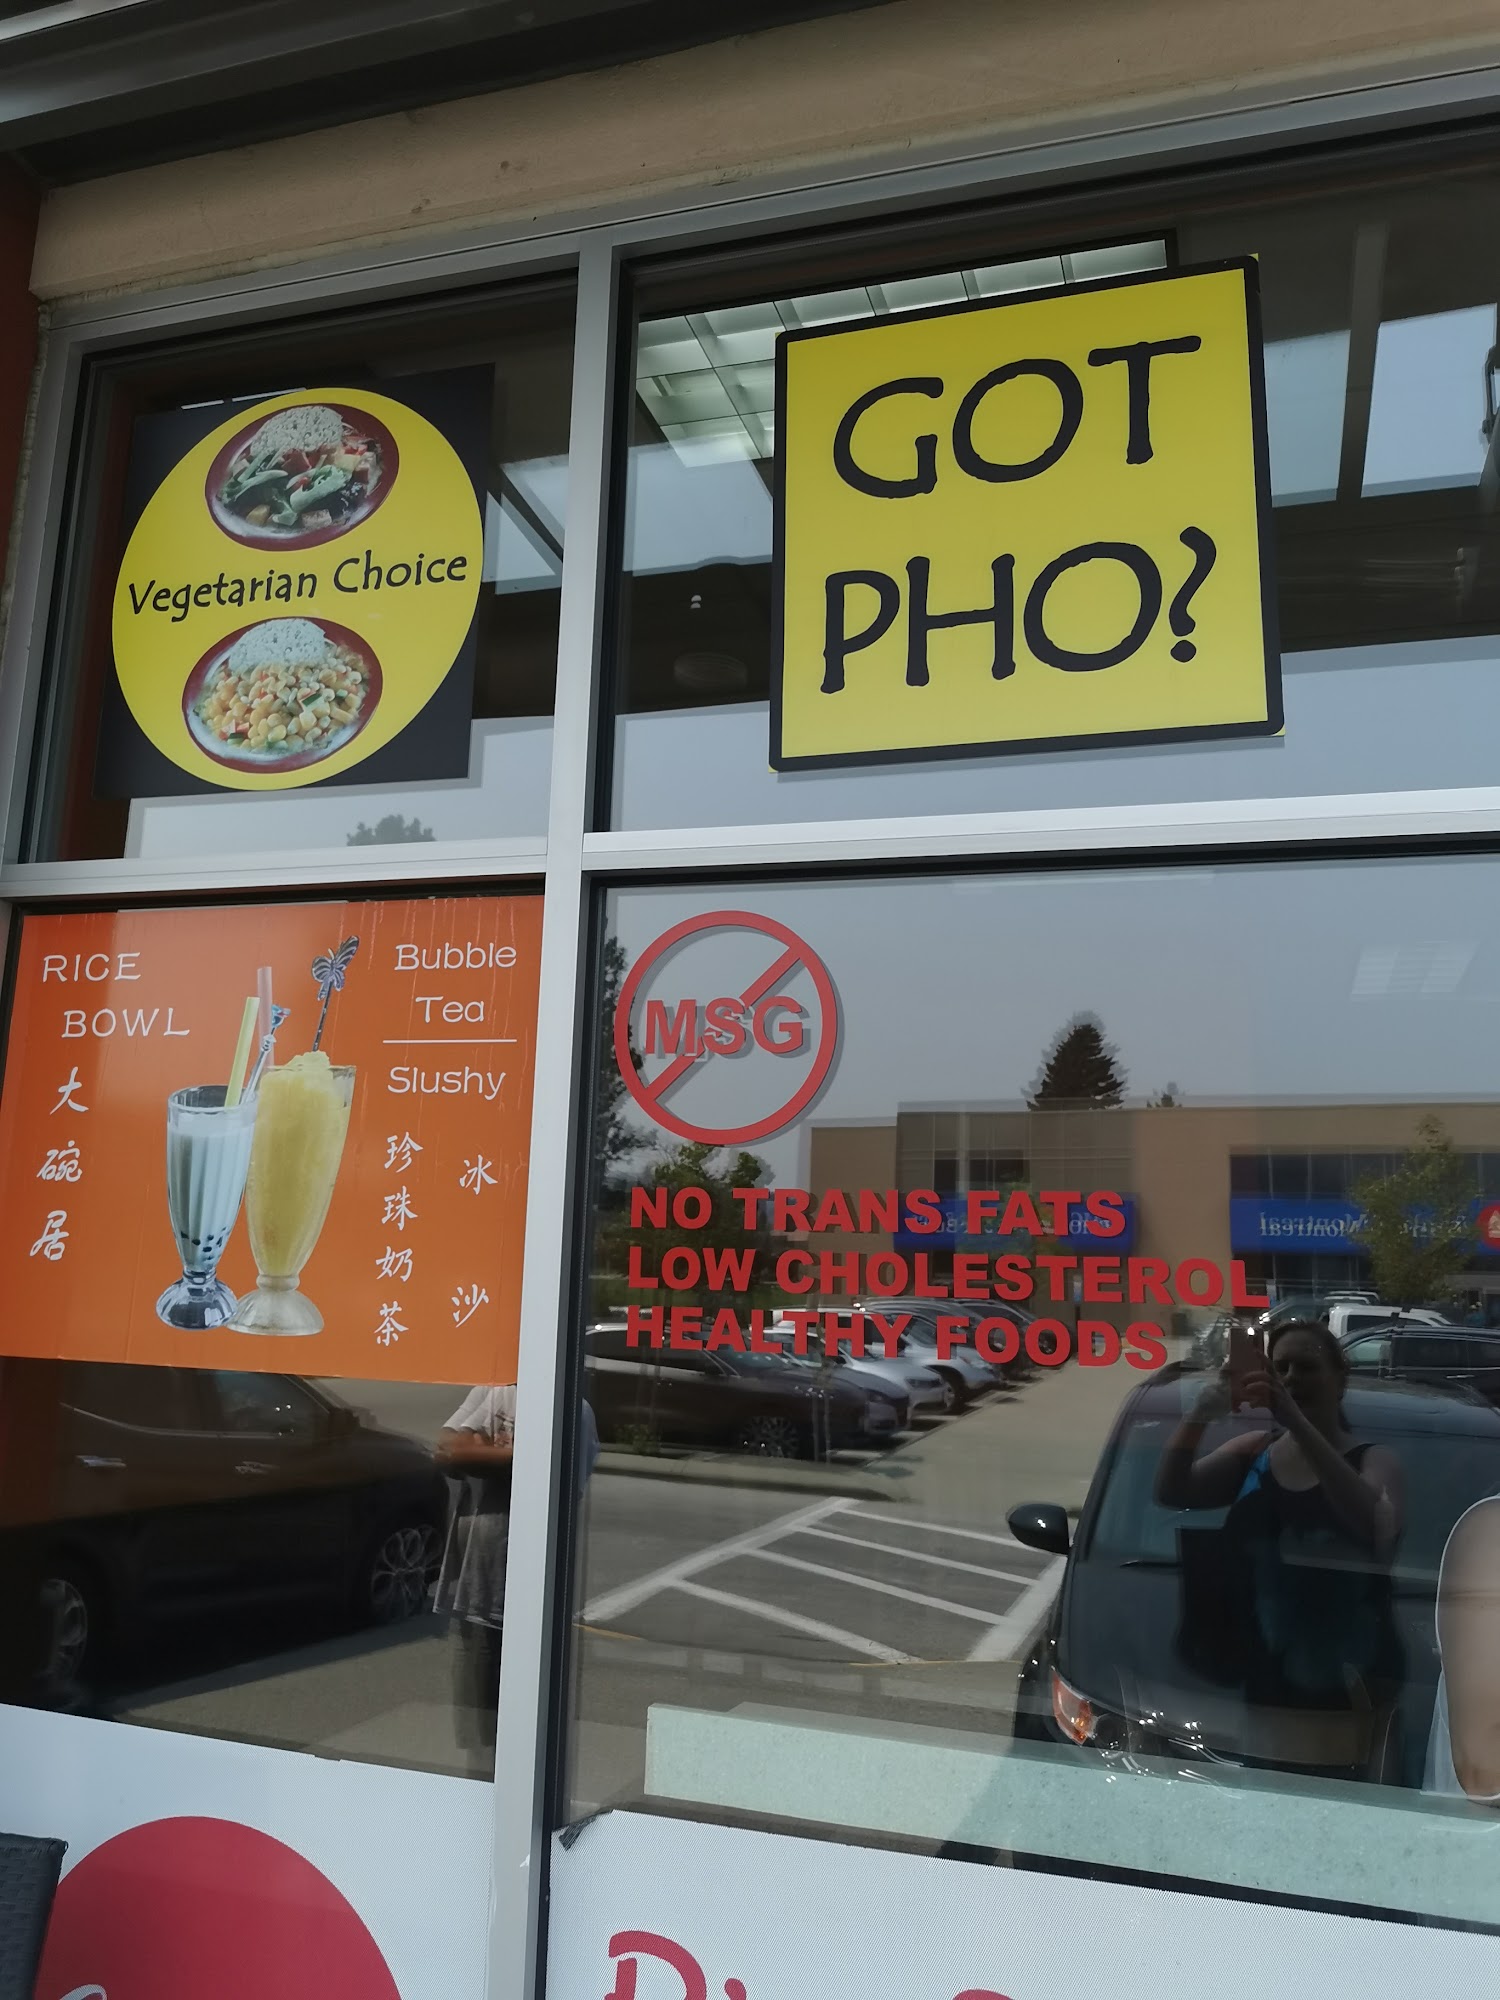 Vegetarian Choice
GOT
PHO?
RICE
BOWL
大碗居
Bubble
Tea
Slushy
珍珠奶茶
冰沙
MSG
NO TRANS FATS
LOW CHOLESTEROL
HEALTHY FOODS